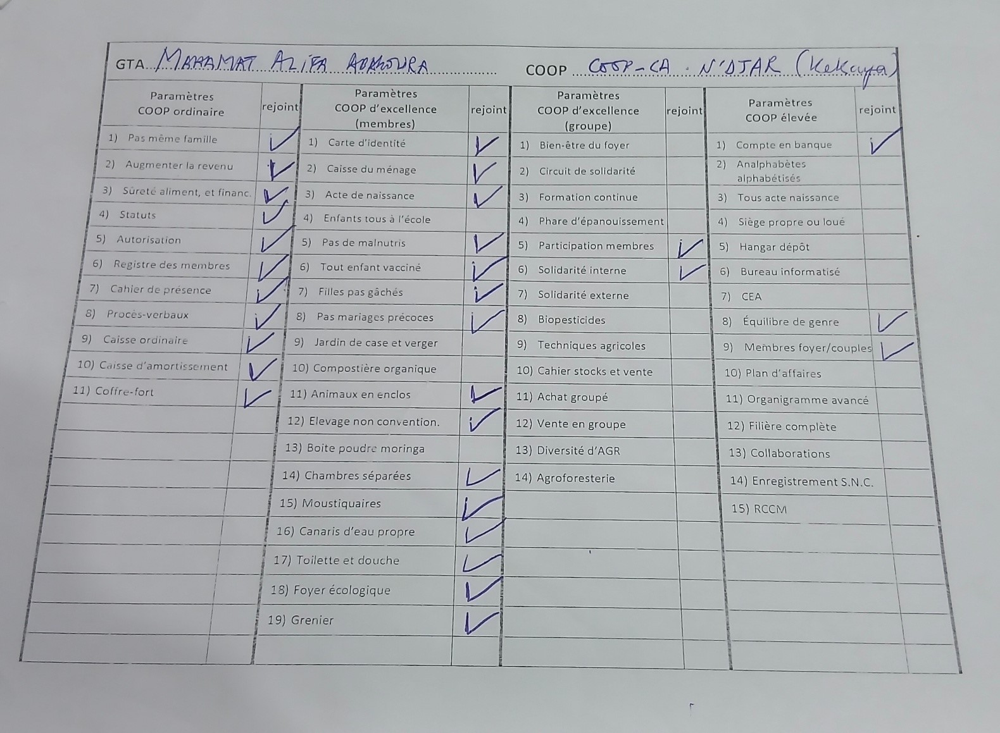 GTA MAHAMAT ALIFA ADAMOURA COOP COOP-CA. N'DJAR (Kekaya)
Paramètres COOP ordinaire rejoint Paramètres COOP d'excellence (membres) rejoint Paramètres COOP d'excellence (groupe) rejoint Paramètres COOP élevée rejoint
1) Pas même famille ✓ 1) Carte d'identité ✓ 1) Bien-être du foyer 1) Compte en banque ✓
2) Augmenter la revenu ✓ 2) Caisse du ménage ✓ 2) Circuit de solidarité 2) Analphabètes alphabétisés
3) Sûreté aliment, et financ. ✓ 3) Acte de naissance ✓ 3) Formation continue 3) Tous acte naissance
4) Statuts ✓ 4) Enfants tous à l'école 4) Phare d'épanouissement 4) Siège propre ou loué
5) Autorisation ✓ 5) Pas de malnutris ✓ 5) Participation membres ✓ 5) Hangar dépôt
6) Registre des membres ✓ 6) Tout enfant vacciné ✓ 6) Solidarité interne ✓ 6) Bureau informatisé
7) Cahier de présence ✓ 7) Filles pas gâchés ✓ 7) Solidarité externe 7) CEA
8) Procès-verbaux ✓ 8) Pas mariages précoces ✓ 8) Biopesticides 8) Équilibre de genre ✓
9) Caisse ordinaire ✓ 9) Jardin de case et verger 9) Techniques agricoles 9) Membres foyer/couples ✓
10) Caisse d'amortissement ✓ 10) Compostière organique 10) Cahier stocks et vente 10) Plan d'affaires
11) Coffre-fort ✓ 11) Animaux en enclos ✓ 11) Achat groupé 11) Organigramme avancé
12) Elevage non convention. ✓ 12) Vente en groupe 12) Filière complète
13) Boite poudre moringa 13) Diversité d'AGR 13) Collaborations
14) Chambres séparées ✓ 14) Agroforesterie 14) Enregistrement S.N.C.
15) Moustiquaires ✓ 15) RCCM
16) Canaris d'eau propre ✓
17) Toilette et douche ✓
18) Foyer écologique ✓
19) Grenier ✓